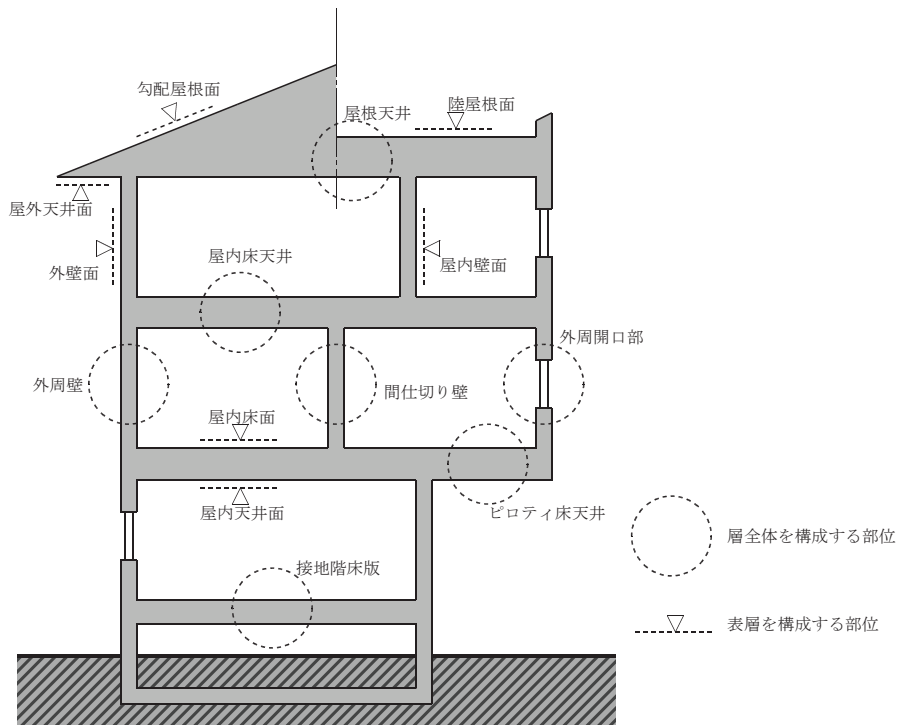 勾配屋根面
陸屋根面
屋根天井
屋外天井面
屋内床天井
屋内壁面
外壁面
外周開口部
外周壁
間仕切り壁
屋内床面
屋内天井面
ピロティ床天井
層全体を構成する部位
接地階床版
表層を構成する部位